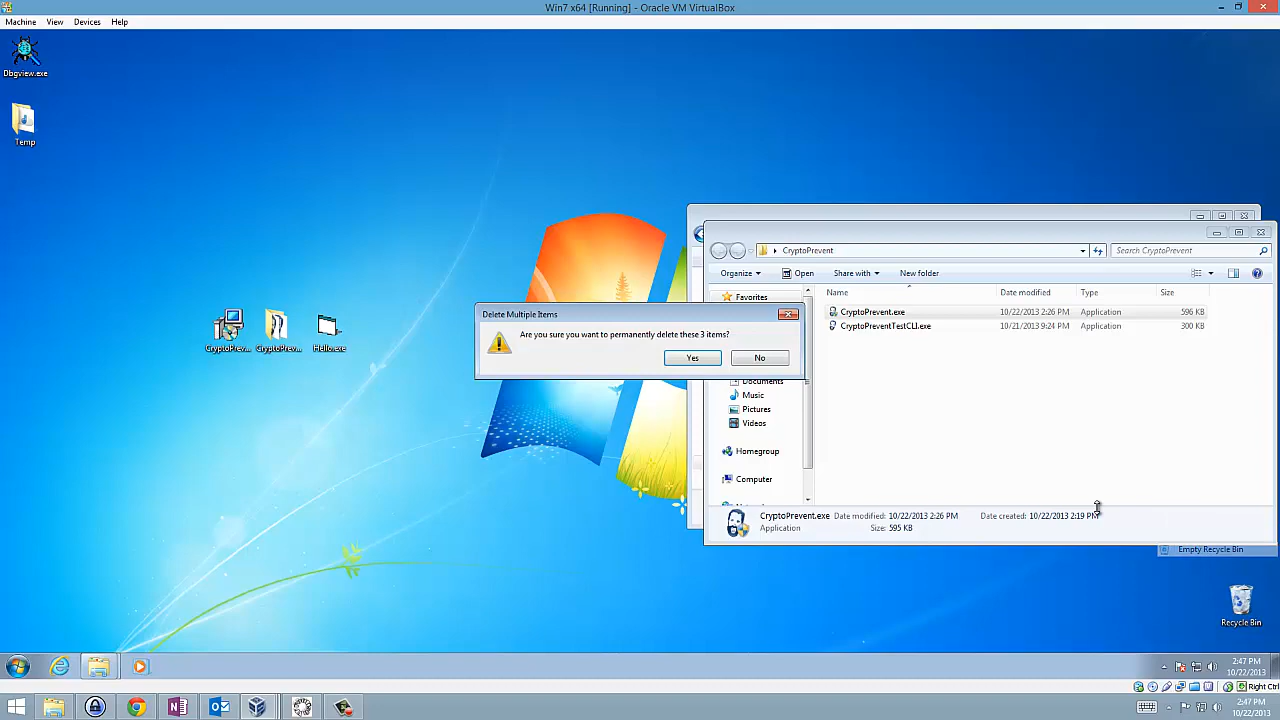 Win7 x64 [Running] - Oracle VM VirtualBox
Machine View Devices Help
Dbgview.exe
Temp
CryptoPrev... CryptoPrev... Hello.exe
CryptoPrevent
Search CryptoPrevent
Organize Open Share with New folder
Name Date modified Type Size
Favorites
CryptoPrevent.exe 10/22/2013 2:26 PM Application 596 KB
CryptoPreventTestCLI.exe 10/21/2013 9:24 PM Application 300 KB
Delete Multiple Items
Are you sure you want to permanently delete these 3 items?
Yes No
Documents
Music
Pictures
Videos
Homegroup
Computer
CryptoPrevent.exe Date modified: 10/22/2013 2:26 PM Date created: 10/22/2013 2:19 PM
Application Size: 595 KB
Empty Recycle Bin
Recycle Bin
2:47 PM
10/22/2013
Right Ctrl
2:47 PM
10/22/2013